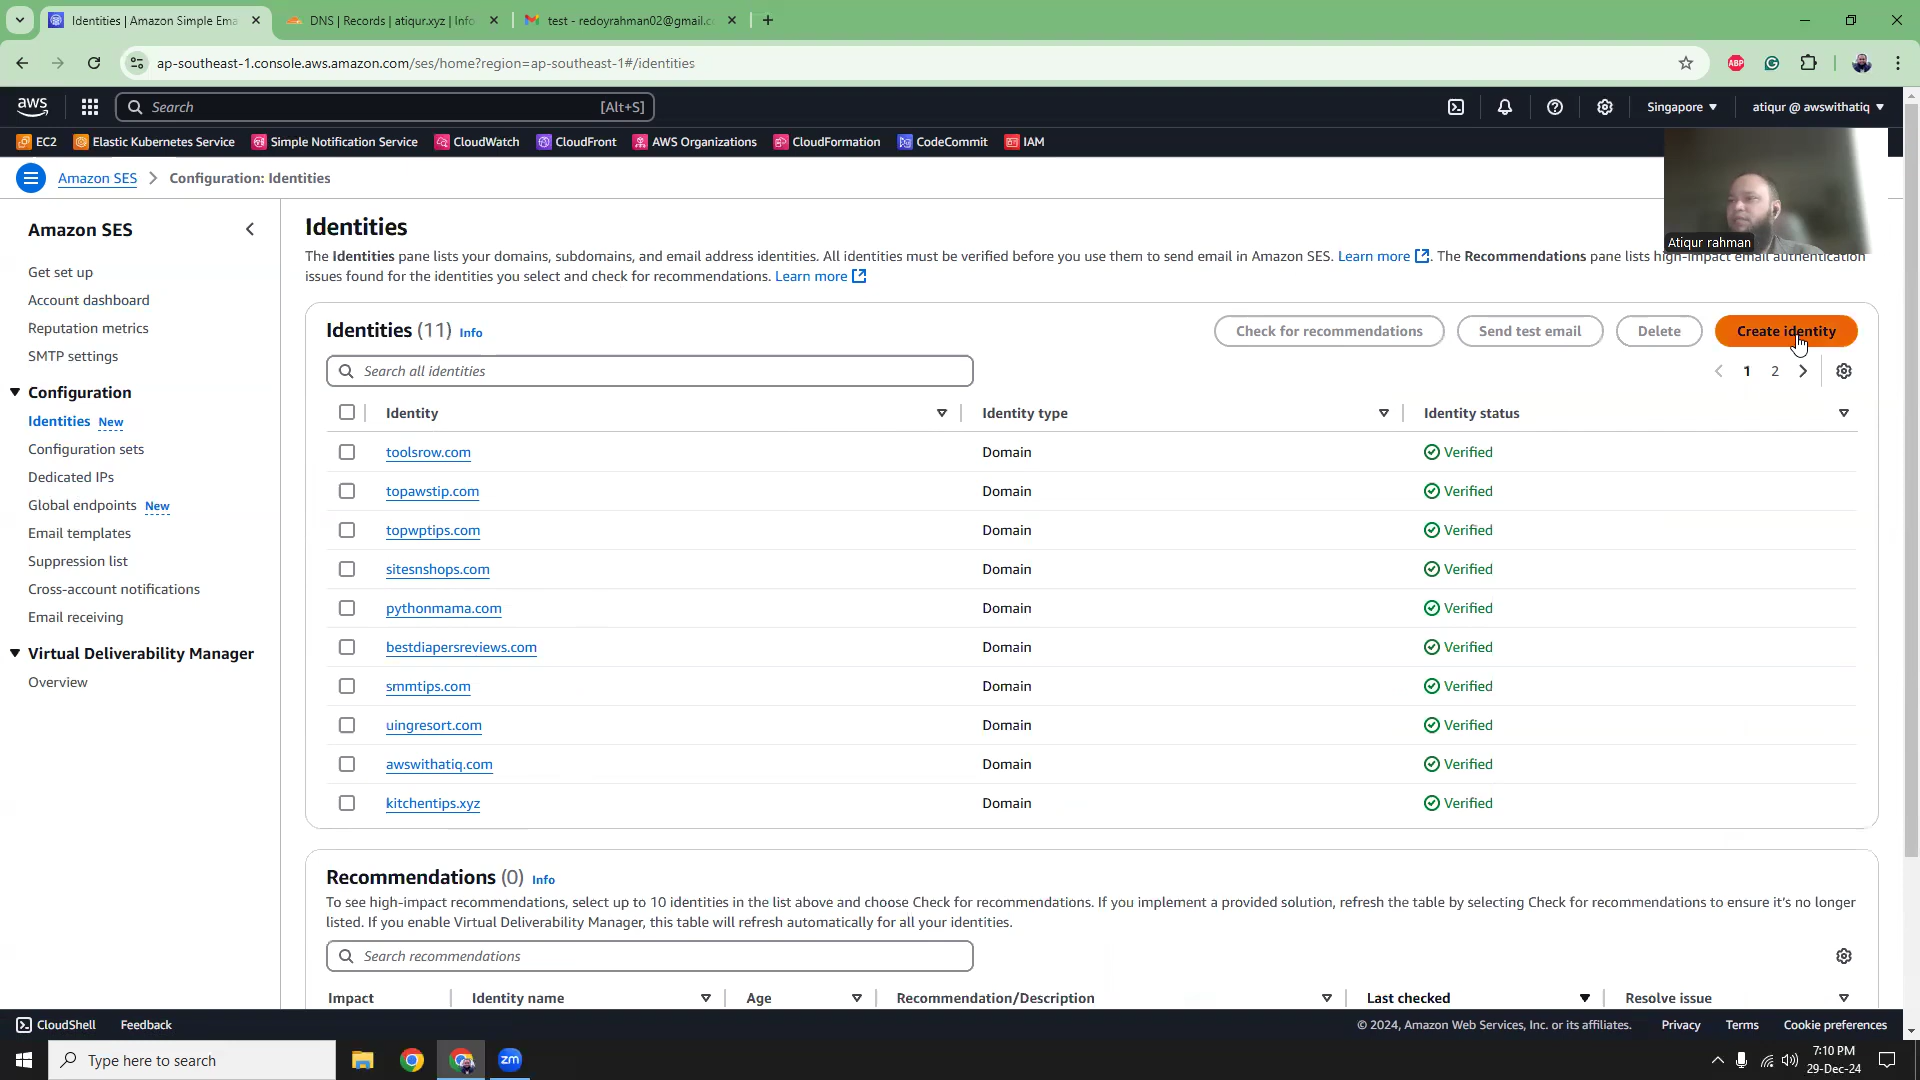 Identities | Amazon Simple Ema
DNS | Records | atiqur.xyz | Info
test - redoyrahman02@gmail.c
ap-southeast-1.console.aws.amazon.com/ses/home?region=ap-southeast-1#/identities
ABP
aws
Search
[Alt+S]
Singapore
atiqur @ awswithatiq
EC2
Elastic Kubernetes Service
Simple Notification Service
CloudWatch
CloudFront
AWS Organizations
CloudFormation
CodeCommit
IAM
Amazon SES
Configuration: Identities
Atiqur rahman
Amazon SES
Get set up
Account dashboard
Reputation metrics
SMTP settings
Configuration
Identities New
Configuration sets
Dedicated IPs
Global endpoints New
Email templates
Suppression list
Cross-account notifications
Email receiving
Virtual Deliverability Manager
Overview
Identities
The Identities pane lists your domains, subdomains, and email address identities. All identities must be verified before you use them to send email in Amazon SES. Learn more . The Recommendations pane lists high-impact email authentication
issues found for the identities you select and check for recommendations. Learn more
Identities (11) Info
Check for recommendations
Send test email
Delete
Create identity
Search all identities
1 2
Identity Identity type Identity status
toolsrow.com Domain Verified
topawstip.com Domain Verified
topwptips.com Domain Verified
sitesnshops.com Domain Verified
pythonmama.com Domain Verified
bestdiapersreviews.com Domain Verified
smmtips.com Domain Verified
uingresort.com Domain Verified
awswithatiq.com Domain Verified
kitchentips.xyz Domain Verified
Recommendations (0) Info
To see high-impact recommendations, select up to 10 identities in the list above and choose Check for recommendations. If you implement a provided solution, refresh the table by selecting Check for recommendations to ensure it's no longer
listed. If you enable Virtual Deliverability Manager, this table will refresh automatically for all your identities.
Search recommendations
Impact Identity name Age Recommendation/Description Last checked Resolve issue
CloudShell Feedback
© 2024, Amazon Web Services, Inc. or its affiliates. Privacy Terms Cookie preferences
Type here to search
zm
7:10 PM
29-Dec-24